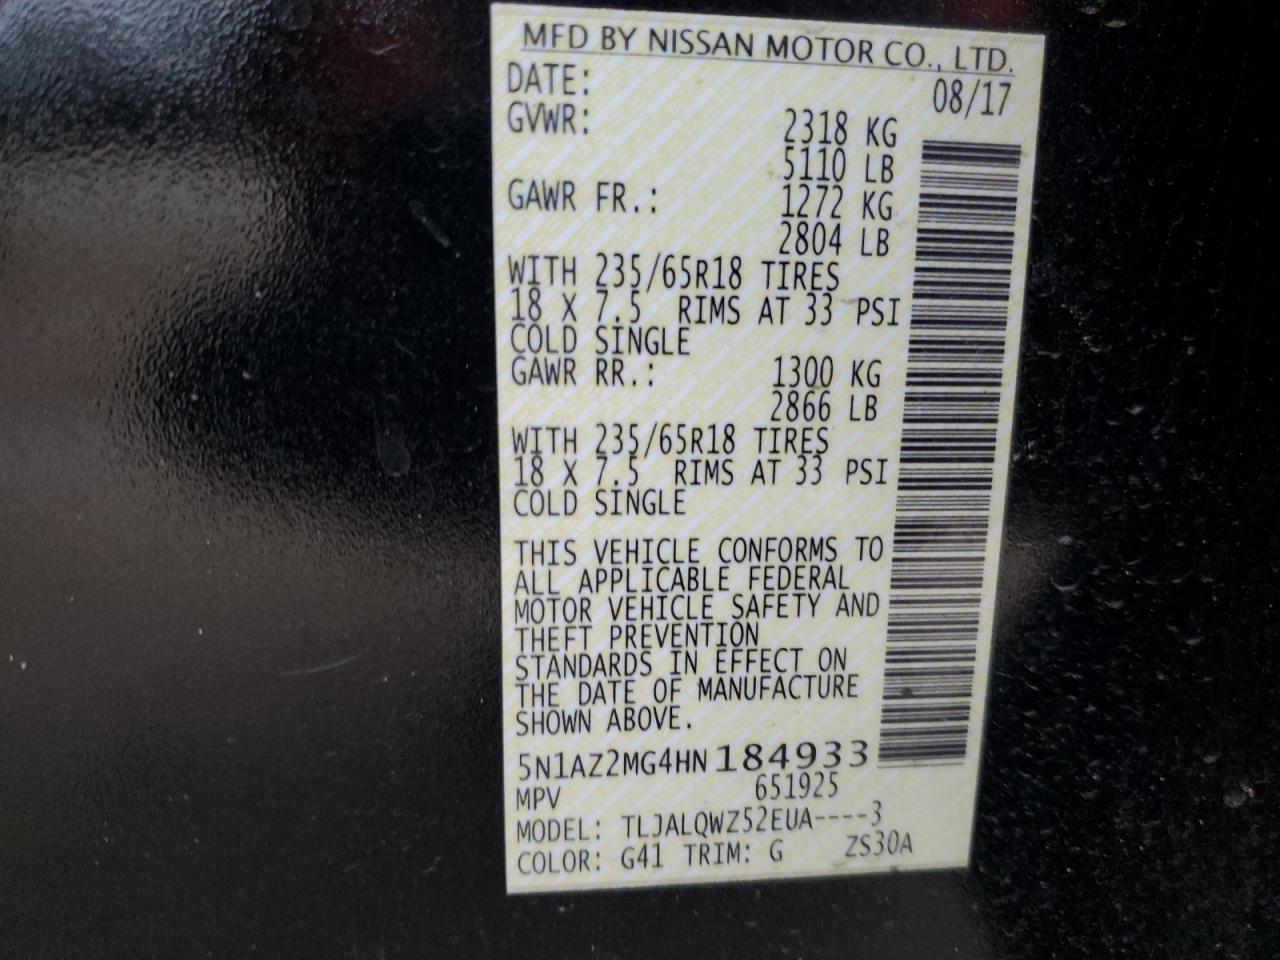 MFD BY NISSAN MOTOR CO., LTD.
DATE: 08/17
GVWR: 2318 KG
5110 LB
GAWR FR.: 1272 KG
2804 LB
WITH 235/65R18 TIRES
18 X 7.5 RIMS AT 33 PSI
COLD SINGLE
GAWR RR.: 1300 KG
2866 LB
WITH 235/65R18 TIRES
18 X 7.5 RIMS AT 33 PSI
COLD SINGLE
THIS VEHICLE CONFORMS TO
ALL APPLICABLE FEDERAL
MOTOR VEHICLE SAFETY AND
THEFT PREVENTION
STANDARDS IN EFFECT ON
THE DATE OF MANUFACTURE
SHOWN ABOVE.
5N1AZ2MG4HN184933
MPV 651925
MODEL: TLJALQWZ52EUA----3
COLOR: G41 TRIM: G ZS30A